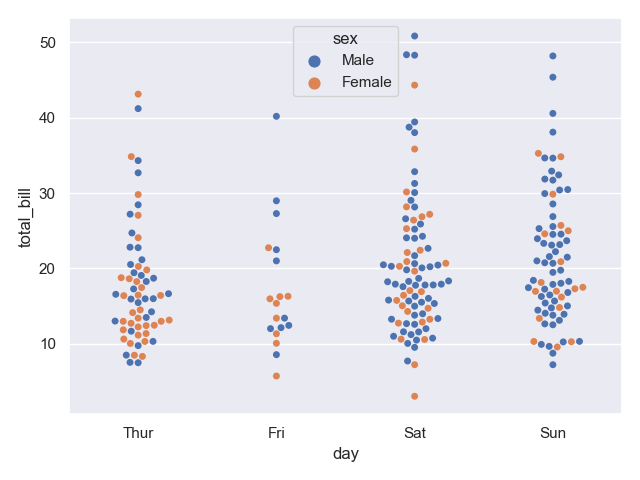 sex
Male
Female
50
40
30
20
10
total_bill
Thur Fri Sat Sun
day